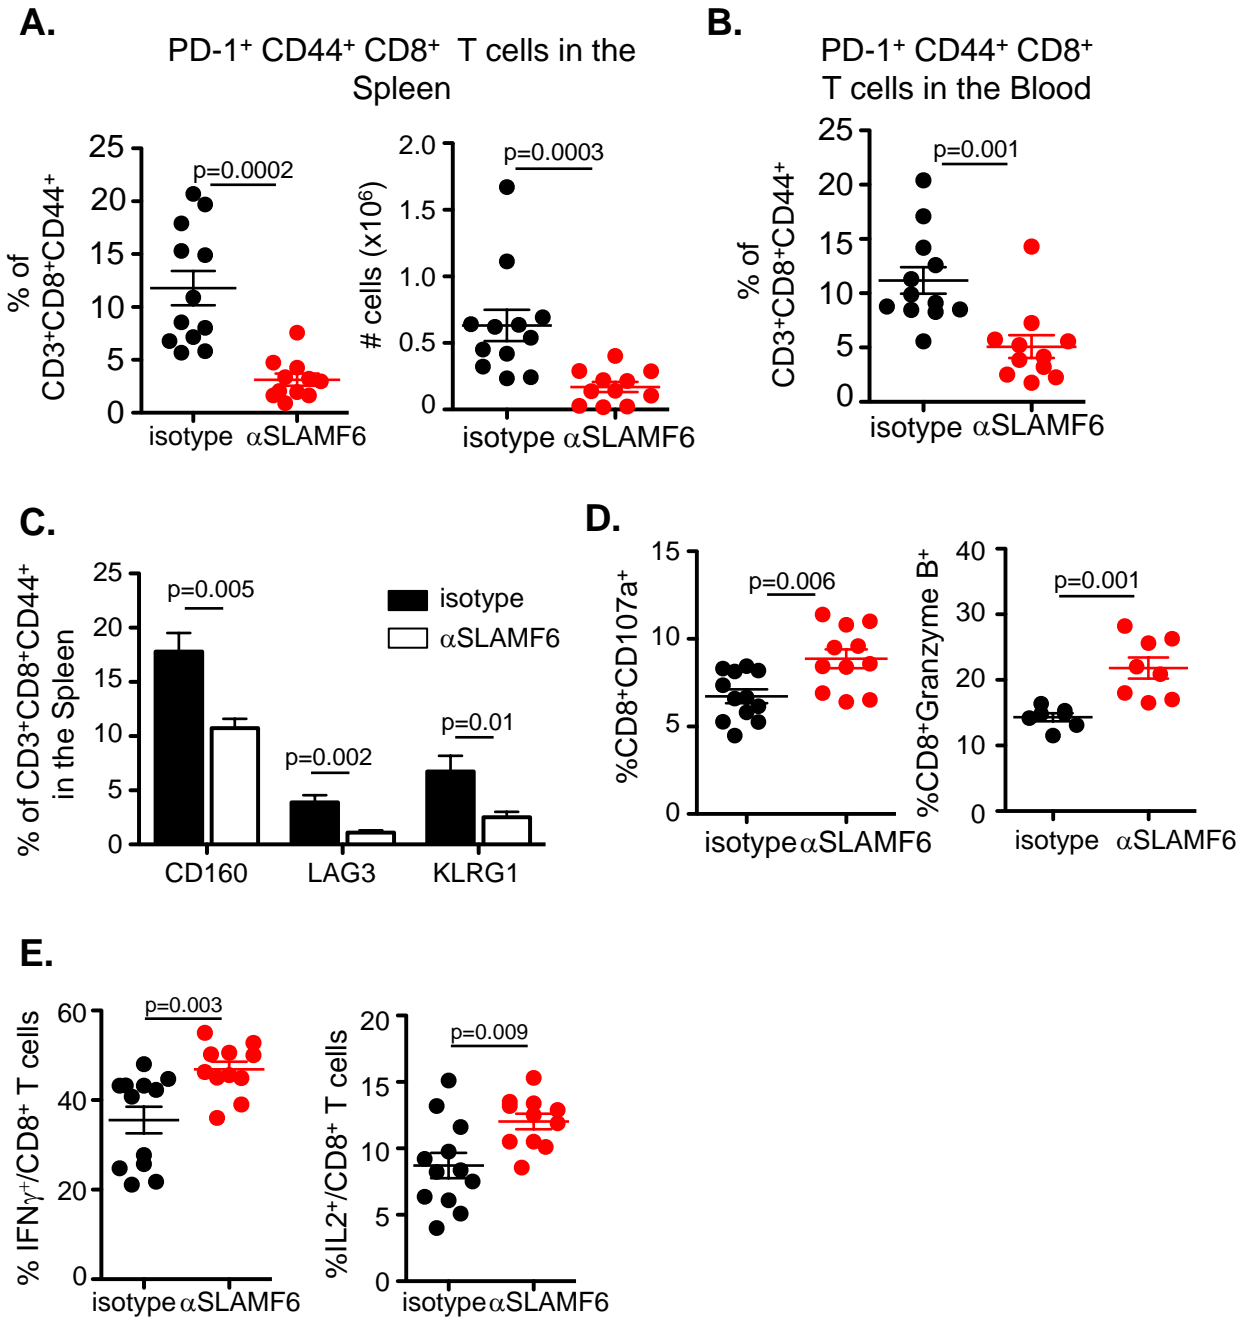 A.
PD-1⁺ CD44⁺ CD8⁺ T cells in the
Spleen
% of
CD3⁺CD8⁺CD44⁺
25
20
15
10
5
0
p=0.0002
isotype αSLAMF6
# cells (x10⁶)
2.0
1.5
1.0
0.5
0
p=0.0003
isotype αSLAMF6
B.
PD-1⁺ CD44⁺ CD8⁺
T cells in the Blood
% of
CD3⁺CD8⁺CD44⁺
25
20
15
10
5
0
p=0.001
isotype αSLAMF6
C.
% of CD3⁺CD8⁺CD44⁺
in the Spleen
25
20
15
10
5
0
p=0.005
p=0.002
p=0.01
isotype
αSLAMF6
CD160 LAG3 KLRG1
D.
%CD8⁺CD107a⁺
15
10
5
0
p=0.006
isotype αSLAMF6
%CD8⁺Granzyme B⁺
40
30
20
10
0
p=0.001
isotype αSLAMF6
E.
% IFNγ⁺/CD8⁺ T cells
60
40
20
0
p=0.003
isotype αSLAMF6
%IL2⁺/CD8⁺ T cells
20
15
10
5
0
p=0.009
isotype αSLAMF6